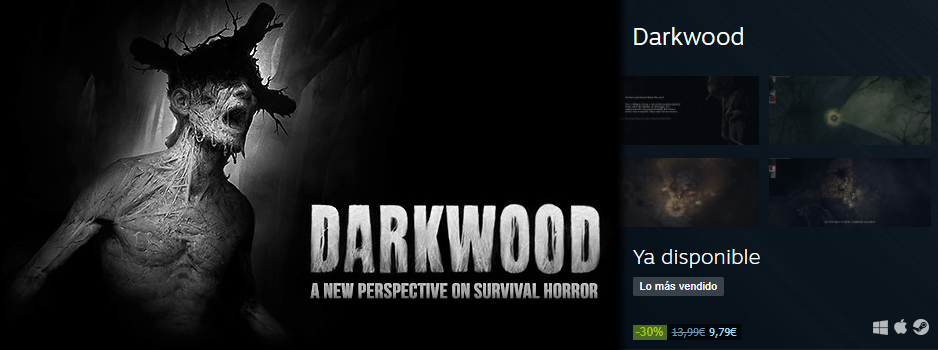 DARKWOOD
A NEW PERSPECTIVE ON SURVIVAL HORROR
Darkwood
Ya disponible
Lo más vendido
-30% 13,99€ 9,79€